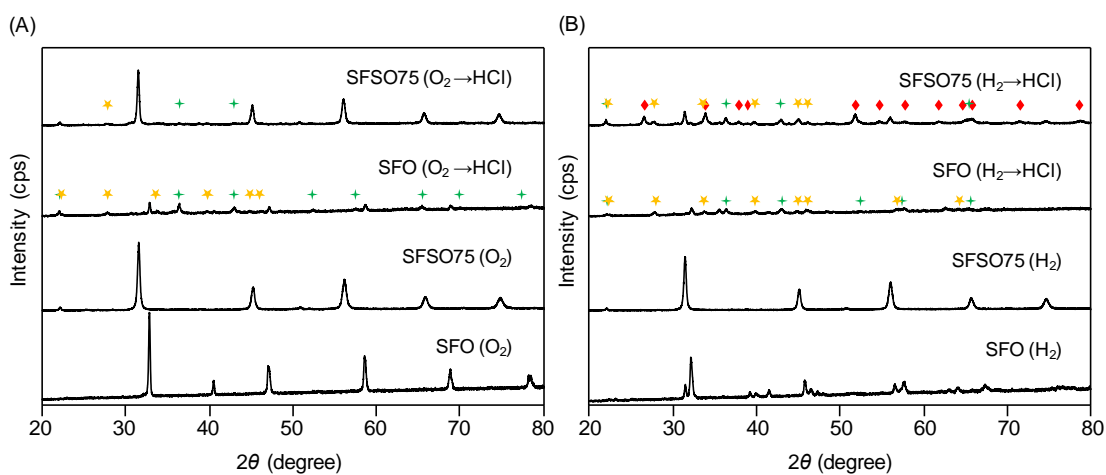 (A)
Intensity (cps)
SFSO75 (O₂→HCl)
SFO (O₂→HCl)
SFSO75 (O₂)
SFO (O₂)
20 30 40 50 60 70 80
2θ (degree)
(B)
Intensity (cps)
SFSO75 (H₂→HCl)
SFO (H₂→HCl)
SFSO75 (H₂)
SFO (H₂)
20 30 40 50 60 70 80
2θ (degree)